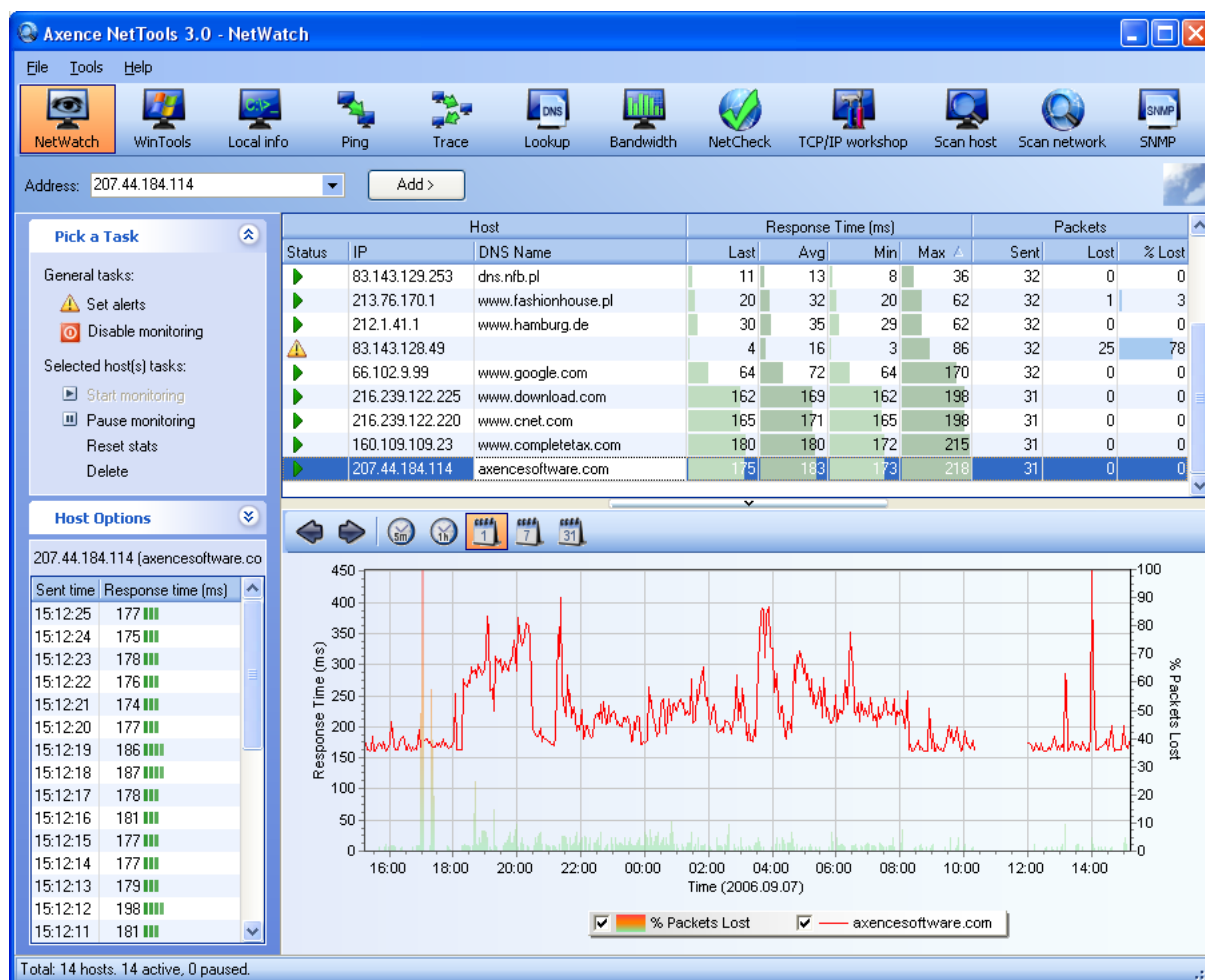 Axence NetTools 3.0 - NetWatch
File Tools Help
C:\>_ DNS SNMP
NetWatch WinTools Local info Ping Trace Lookup Bandwidth NetCheck TCP/IP workshop Scan host Scan network SNMP
Address: 207.44.184.114 Add >
Pick a Task
General tasks:
Set alerts
Disable monitoring
Selected host(s) tasks:
Start monitoring
Pause monitoring
Reset stats
Delete
Host Options
207.44.184.114 (axencesoftware.co
Sent time Response time (ms)
15:12:25 177
15:12:24 175
15:12:23 178
15:12:22 176
15:12:21 174
15:12:20 177
15:12:19 186
15:12:18 187
15:12:17 178
15:12:16 181
15:12:15 177
15:12:14 177
15:12:13 179
15:12:12 198
15:12:11 181
Host Response Time (ms) Packets
Status IP DNS Name Last Avg Min Max Sent Lost % Lost
83.143.129.253 dns.nfb.pl 11 13 8 36 32 0 0
213.76.170.1 www.fashionhouse.pl 20 32 20 62 32 1 3
212.1.41.1 www.hamburg.de 30 35 29 62 32 0 0
83.143.128.49 4 16 3 86 32 25 78
66.102.9.99 www.google.com 64 72 64 170 32 0 0
216.239.122.225 www.download.com 162 169 162 198 31 0 0
216.239.122.220 www.cnet.com 165 171 165 198 31 0 0
160.109.109.23 www.completetax.com 180 180 172 215 31 0 0
207.44.184.114 axencesoftware.com 175 183 173 218 31 0 0
5m 1h 1 7 31
Response Time (ms)
450
400
350
300
250
200
150
100
50
0
100
90
80
70
60
50
40
30
20
10
0
% Packets Lost
16:00 18:00 20:00 22:00 00:00 02:00 04:00 06:00 08:00 10:00 12:00 14:00
Time (2006.09.07)
% Packets Lost axencesoftware.com
Total: 14 hosts. 14 active, 0 paused.